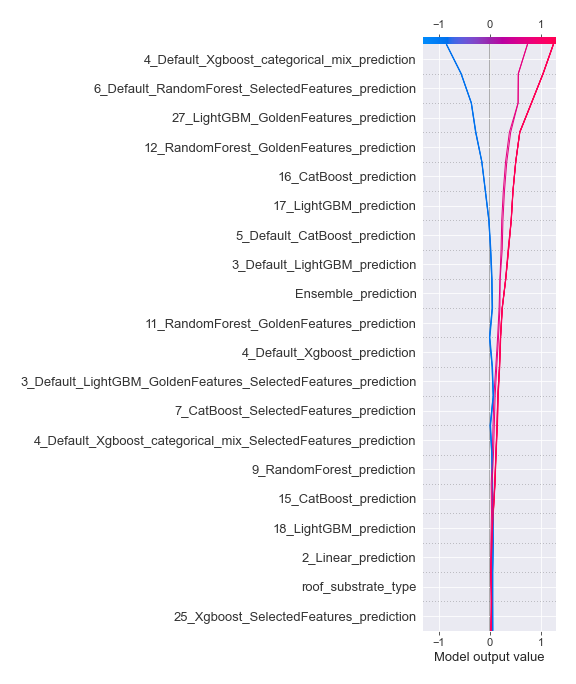 −1 0 1
4_Default_Xgboost_categorical_mix_prediction
6_Default_RandomForest_SelectedFeatures_prediction
27_LightGBM_GoldenFeatures_prediction
12_RandomForest_GoldenFeatures_prediction
16_CatBoost_prediction
17_LightGBM_prediction
5_Default_CatBoost_prediction
3_Default_LightGBM_prediction
Ensemble_prediction
11_RandomForest_GoldenFeatures_prediction
4_Default_Xgboost_prediction
3_Default_LightGBM_GoldenFeatures_SelectedFeatures_prediction
7_CatBoost_SelectedFeatures_prediction
4_Default_Xgboost_categorical_mix_SelectedFeatures_prediction
9_RandomForest_prediction
15_CatBoost_prediction
18_LightGBM_prediction
2_Linear_prediction
roof_substrate_type
25_Xgboost_SelectedFeatures_prediction
−1 0 1
Model output value